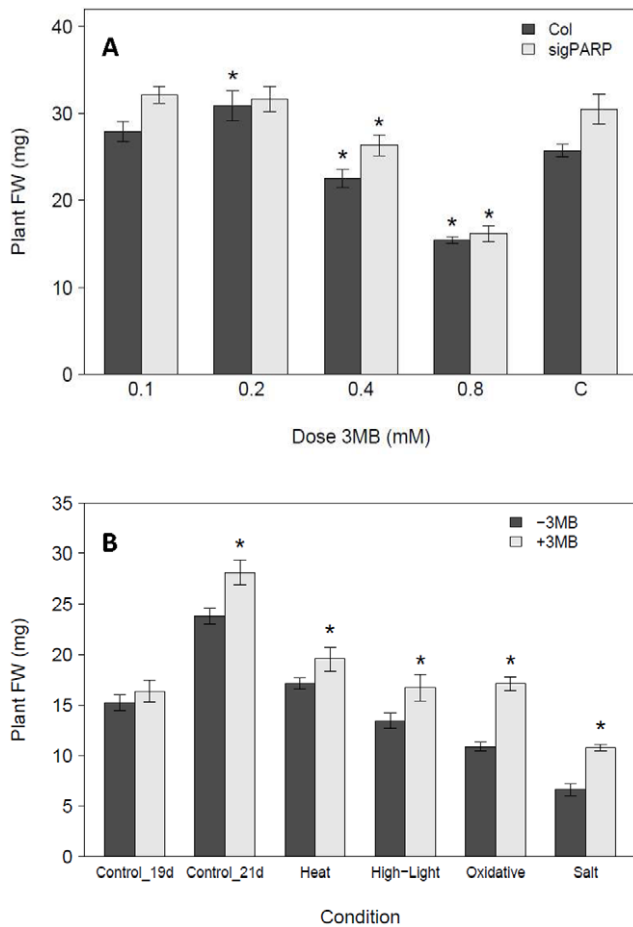 A
Col
sigPARP
40
30
20
10
0
*
*
*
*
*
Plant FW (mg)
0.1 0.2 0.4 0.8 C
Dose 3MB (mM)
B
−3MB
+3MB
35
30
25
20
15
10
5
0
*
*
*
*
*
Plant FW (mg)
Control_19d Control_21d Heat High−Light Oxidative Salt
Condition